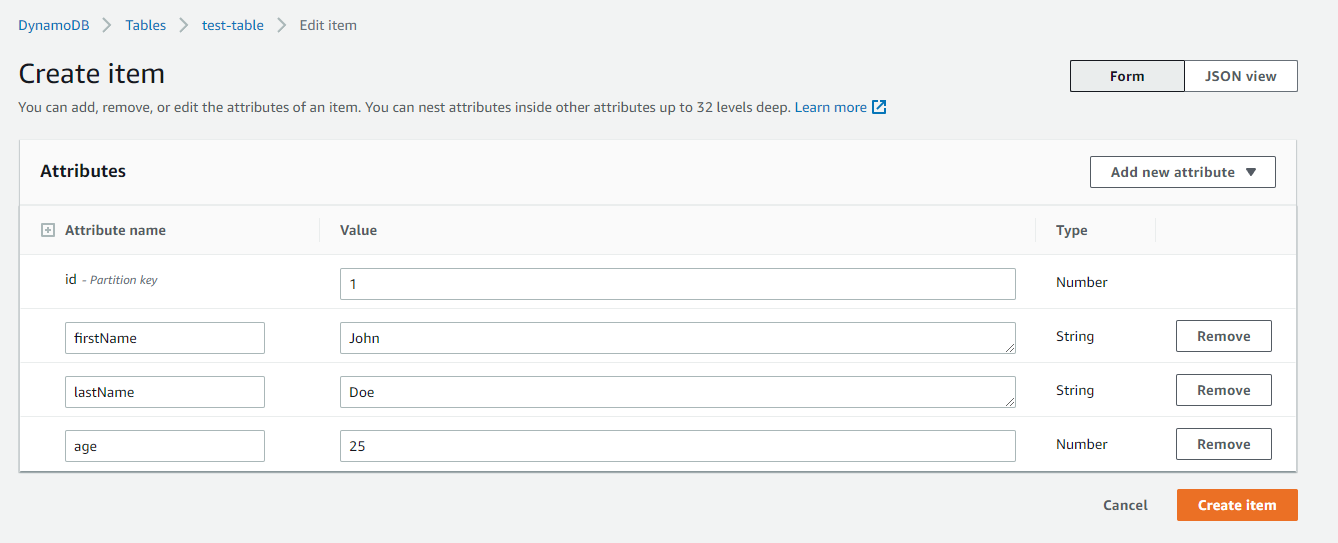 DynamoDB > Tables > test-table > Edit item
Create item
Form JSON view
You can add, remove, or edit the attributes of an item. You can nest attributes inside other attributes up to 32 levels deep. Learn more
Attributes
Add new attribute ▼
Attribute name Value Type
id - Partition key 1 Number
firstName John String Remove
lastName Doe String Remove
age 25 Number Remove
Cancel Create item